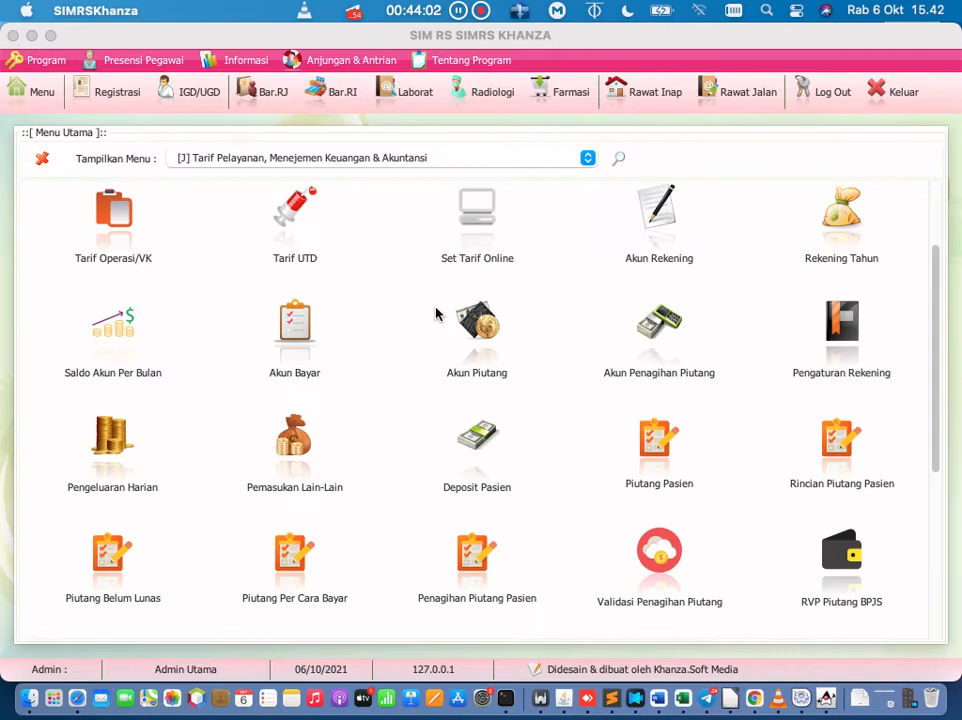 SIMRSKhanza
.54
00:44:02
Rab 6 Okt 15.42
SIM RS SIMRS KHANZA
Program
Presensi Pegawai
Informasi
Anjungan & Antrian
Tentang Program
Menu
Registrasi
IGD/UGD
Bar.RJ
Bar.RI
Laborat
Radiologi
Farmasi
Rawat Inap
Rawat Jalan
Log Out
Keluar
::[ Menu Utama ]::
Tampilkan Menu :
[J] Tarif Pelayanan, Menejemen Keuangan & Akuntansi
Tarif Operasi/VK
Tarif UTD
Set Tarif Online
Akun Rekening
Rekening Tahun
Saldo Akun Per Bulan
Akun Bayar
Akun Piutang
Akun Penagihan Piutang
Pengaturan Rekening
Pengeluaran Harian
Pemasukan Lain-Lain
Deposit Pasien
Piutang Pasien
Rincian Piutang Pasien
Piutang Belum Lunas
Piutang Per Cara Bayar
Penagihan Piutang Pasien
Validasi Penagihan Piutang
RVP Piutang BPJS
Admin :
Admin Utama
06/10/2021
127.0.0.1
Didesain & dibuat oleh Khanza.Soft Media